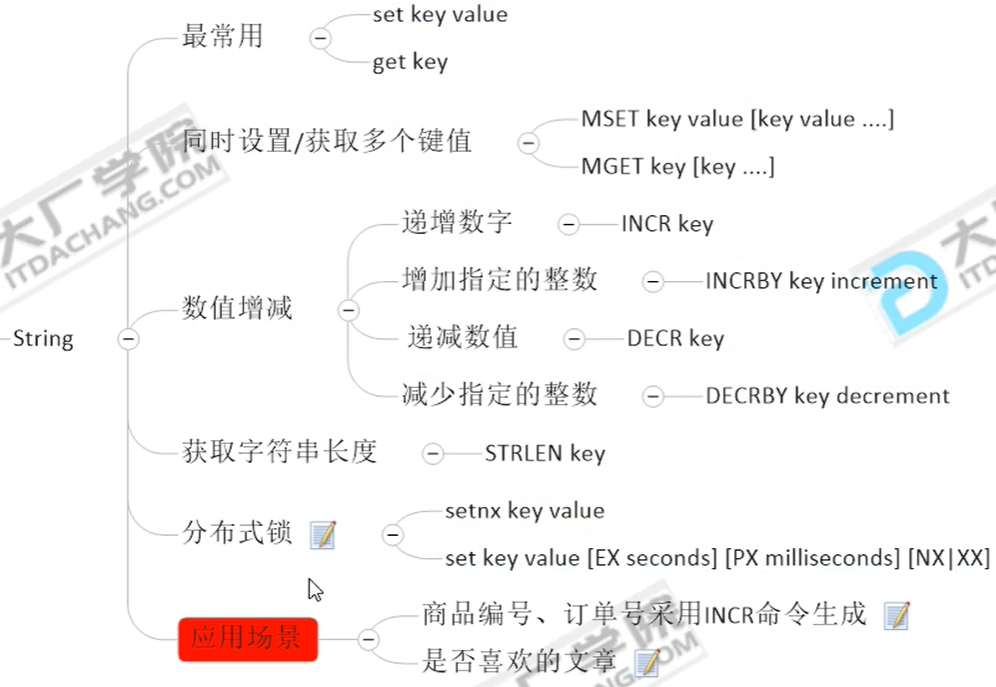 String
最常用
set key value
get key
同时设置/获取多个键值
MSET key value [key value ....]
MGET key [key ....]
数值增减
递增数字
INCR key
增加指定的整数
INCRBY key increment
递减数值
DECR key
减少指定的整数
DECRBY key decrement
获取字符串长度
STRLEN key
分布式锁
setnx key value
set key value [EX seconds] [PX milliseconds] [NX|XX]
应用场景
商品编号、订单号采用INCR命令生成
是否喜欢的文章
大厂学院
ITDACHANG.COM